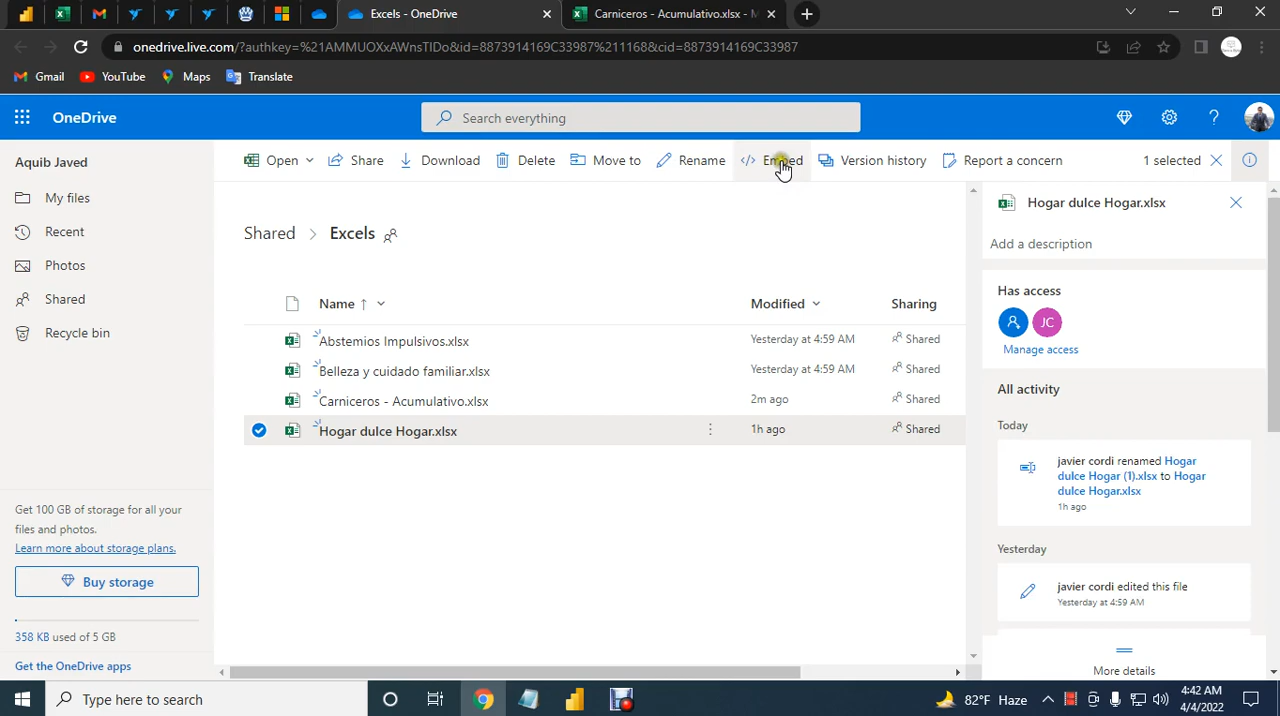 Excels - OneDrive
Carniceros - Acumulativo.xlsx - M
onedrive.live.com/?authkey=%21AMMUOXxAWnsTIDo&id=8873914169C33987%211168&cid=8873914169C33987
Gmail YouTube Maps Translate
OneDrive
Search everything
Aquib Javed
My files
Recent
Photos
Shared
Recycle bin
Get 100 GB of storage for all your
files and photos.
Learn more about storage plans.
Buy storage
358 KB used of 5 GB
Get the OneDrive apps
Open Share Download Delete Move to Rename Embed Version history Report a concern 1 selected
Shared > Excels
Name Modified Sharing
Abstemios Impulsivos.xlsx Yesterday at 4:59 AM Shared
Belleza y cuidado familiar.xlsx Yesterday at 4:59 AM Shared
Carniceros - Acumulativo.xlsx 2m ago Shared
Hogar dulce Hogar.xlsx 1h ago Shared
Hogar dulce Hogar.xlsx
Add a description
Has access
JC
Manage access
All activity
Today
javier cordi renamed Hogar
dulce Hogar (1).xlsx to Hogar
dulce Hogar.xlsx
1h ago
Yesterday
javier cordi edited this file
Yesterday at 4:59 AM
More details
Type here to search
82°F Haze
4:42 AM
4/4/2022